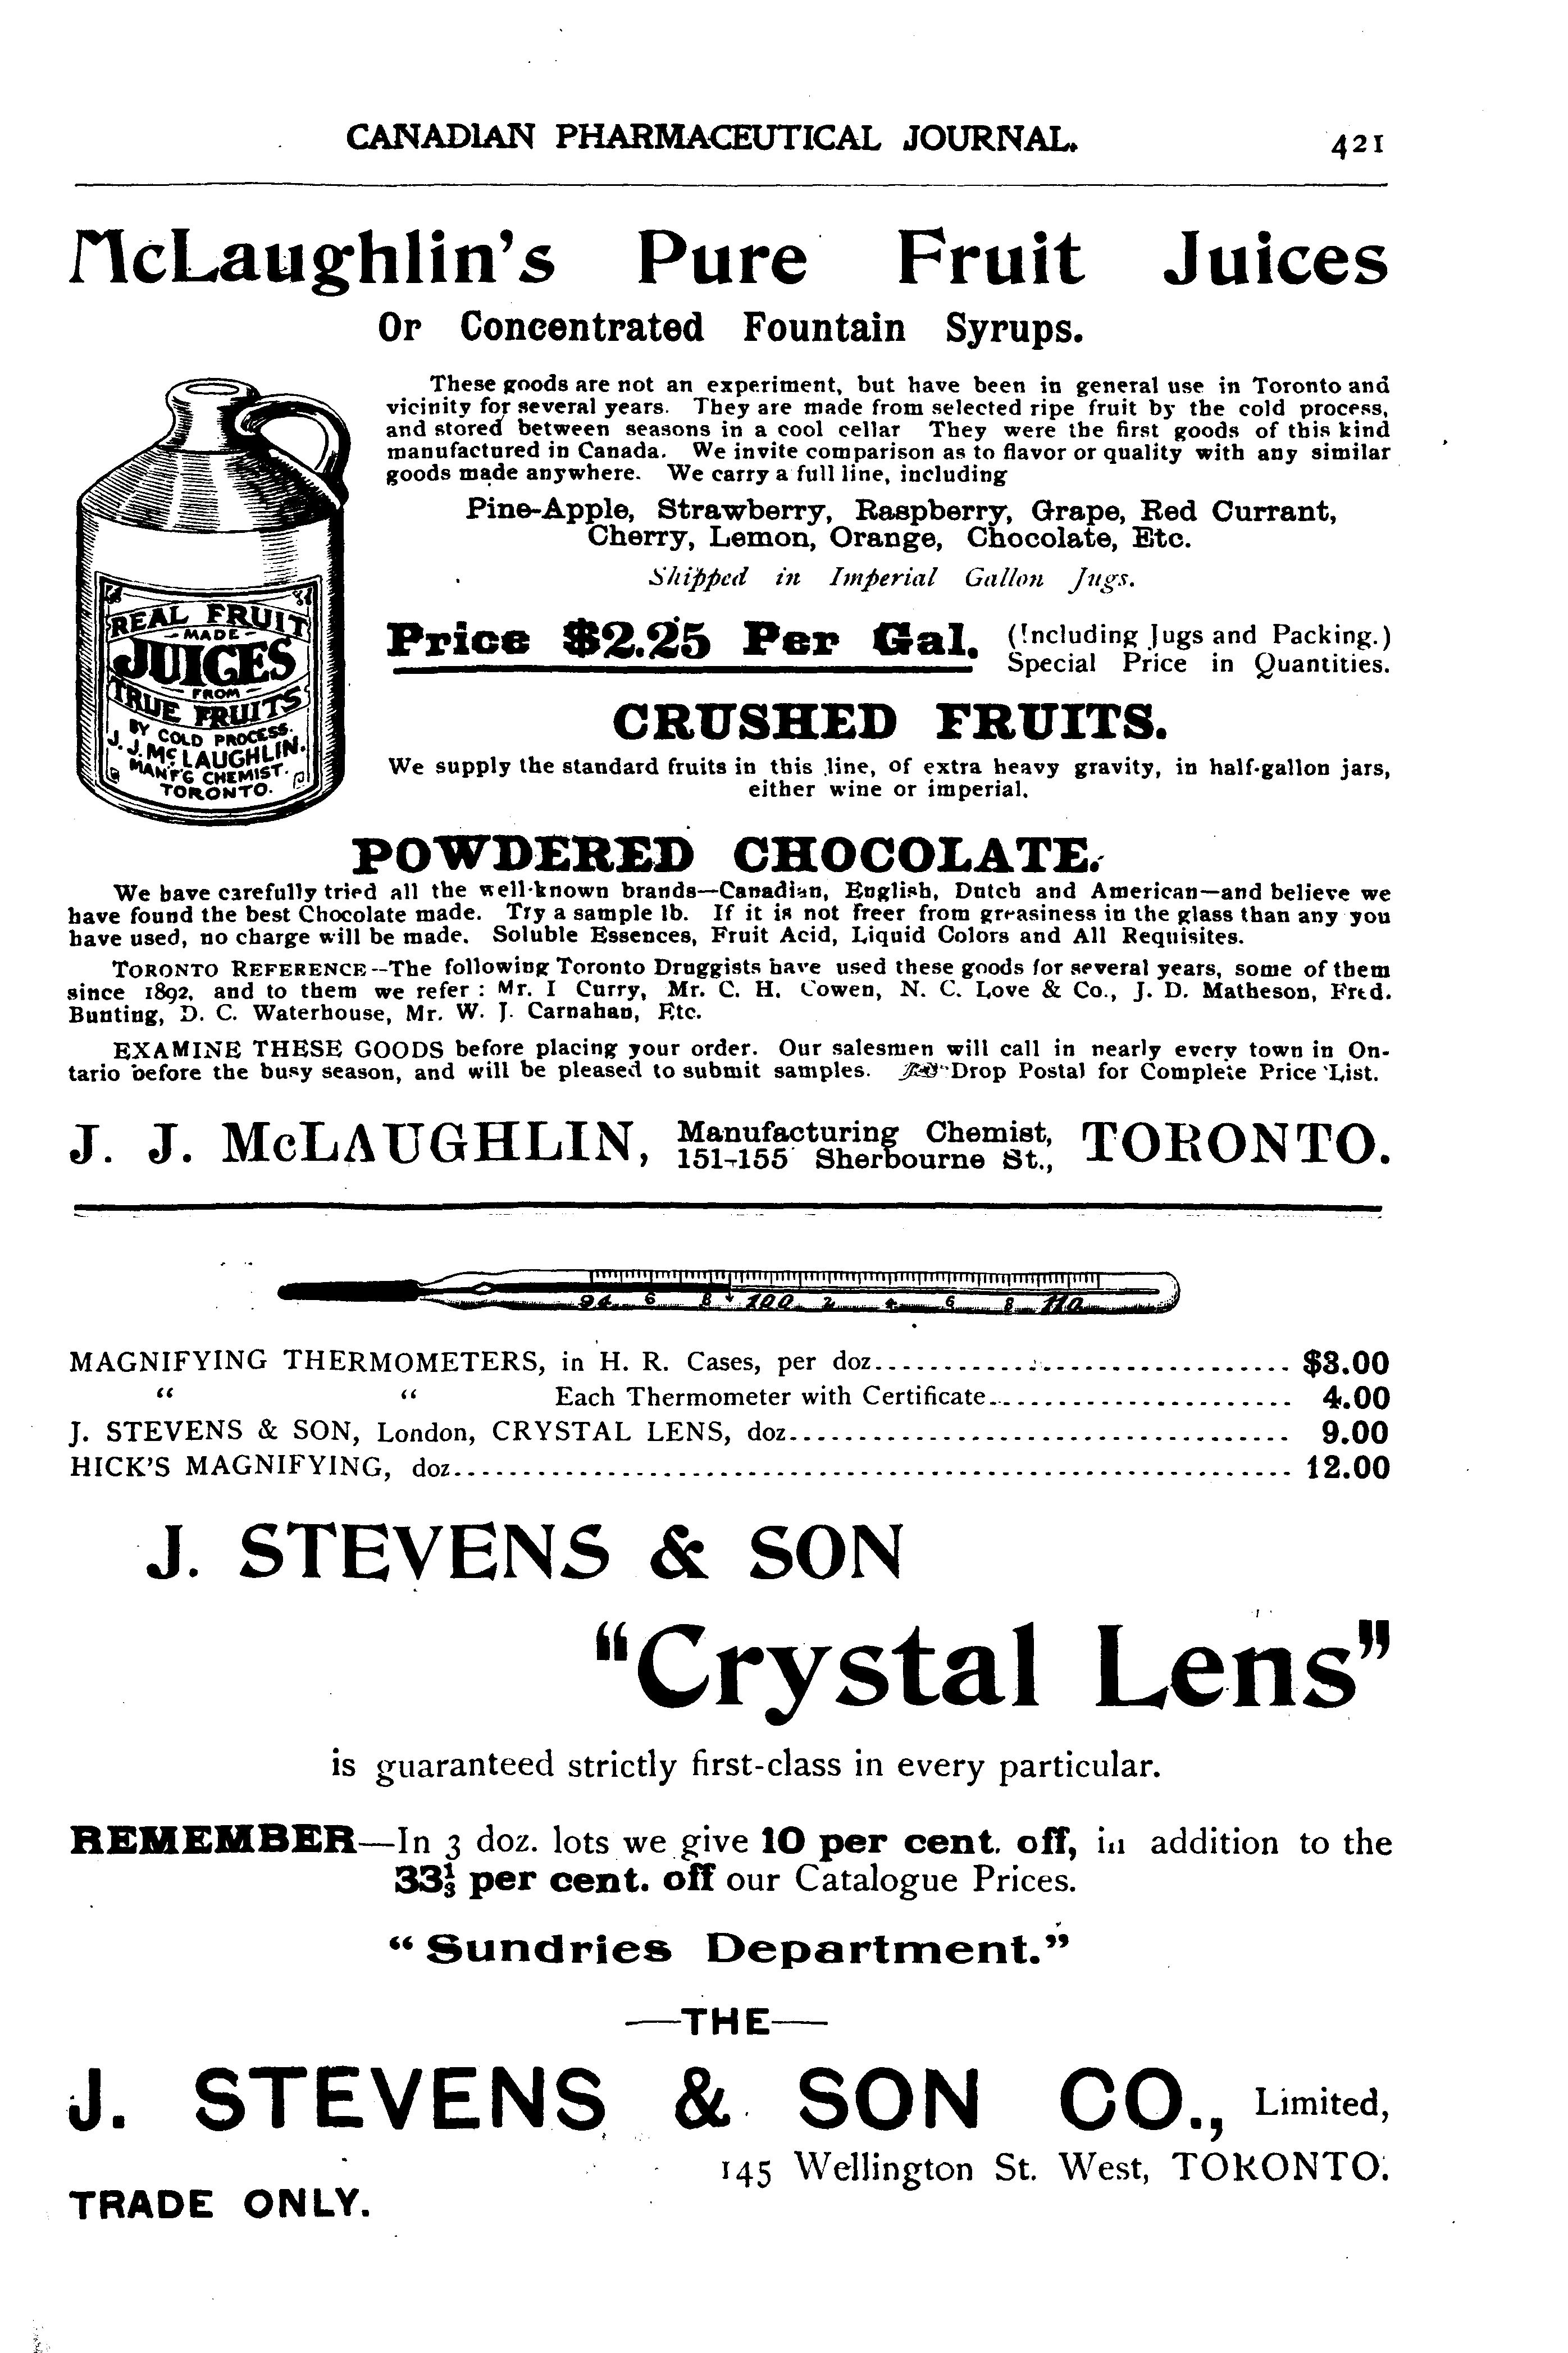 CANADIAN PHARMACEUTICAL JOURNAL. 421
McLaughlin's Pure Fruit Juices
Or Concentrated Fountain Syrups.
These goods are not an experiment, but have been in general use in Toronto and
vicinity for several years. They are made from selected ripe fruit by the cold process,
and stored between seasons in a cool cellar They were the first goods of this kind
manufactured in Canada. We invite comparison as to flavor or quality with any similar
goods made anywhere. We carry a full line, including
Pine-Apple, Strawberry, Raspberry, Grape, Red Currant,
Cherry, Lemon, Orange, Chocolate, Etc.
Shipped in Imperial Gallon Jugs.
Price $2.25 Per Gal. (Including Jugs and Packing.)
Special Price in Quantities.
REAL FRUIT
MADE
JUICES
FROM
TRUE FRUITS
BY COLD PROCESS.
J. J. McLAUGHLIN.
MAN'F'G CHEMIST.
TORONTO.
CRUSHED FRUITS.
We supply the standard fruits in this line, of extra heavy gravity, in half-gallon jars,
either wine or imperial.
POWDERED CHOCOLATE.
We have carefully tried all the well-known brands—Canadian, English, Dutch and American—and believe we
have found the best Chocolate made. Try a sample lb. If it is not freer from greasiness in the glass than any you
have used, no charge will be made. Soluble Essences, Fruit Acid, Liquid Colors and All Requisites.
TORONTO REFERENCE--The following Toronto Druggists have used these goods for several years, some of them
since 1892, and to them we refer: Mr. I Curry, Mr. C. H. Cowen, N. C. Love & Co., J. D. Matheson, Fred.
Bunting, D. C. Waterhouse, Mr. W. J. Carnahan, Etc.
EXAMINE THESE GOODS before placing your order. Our salesmen will call in nearly every town in On-
tario before the busy season, and will be pleased to submit samples. Drop Postal for Complete Price List.
J. J. McLAUGHLIN, Manufacturing Chemist, TORONTO.
151-155 Sherbourne St.,
94 6 8 100 2 4 6 8 110
MAGNIFYING THERMOMETERS, in H. R. Cases, per doz. $3.00
“ “ Each Thermometer with Certificate. 4.00
J. STEVENS & SON, London, CRYSTAL LENS, doz. 9.00
HICK'S MAGNIFYING, doz. 12.00
J. STEVENS & SON
"Crystal Lens"
is guaranteed strictly first-class in every particular.
REMEMBER—In 3 doz. lots we give 10 per cent. off, in addition to the
33⅓ per cent. off our Catalogue Prices.
“Sundries Department.”
—THE—
J. STEVENS & SON CO., Limited,
145 Wellington St. West, TORONTO.
TRADE ONLY.